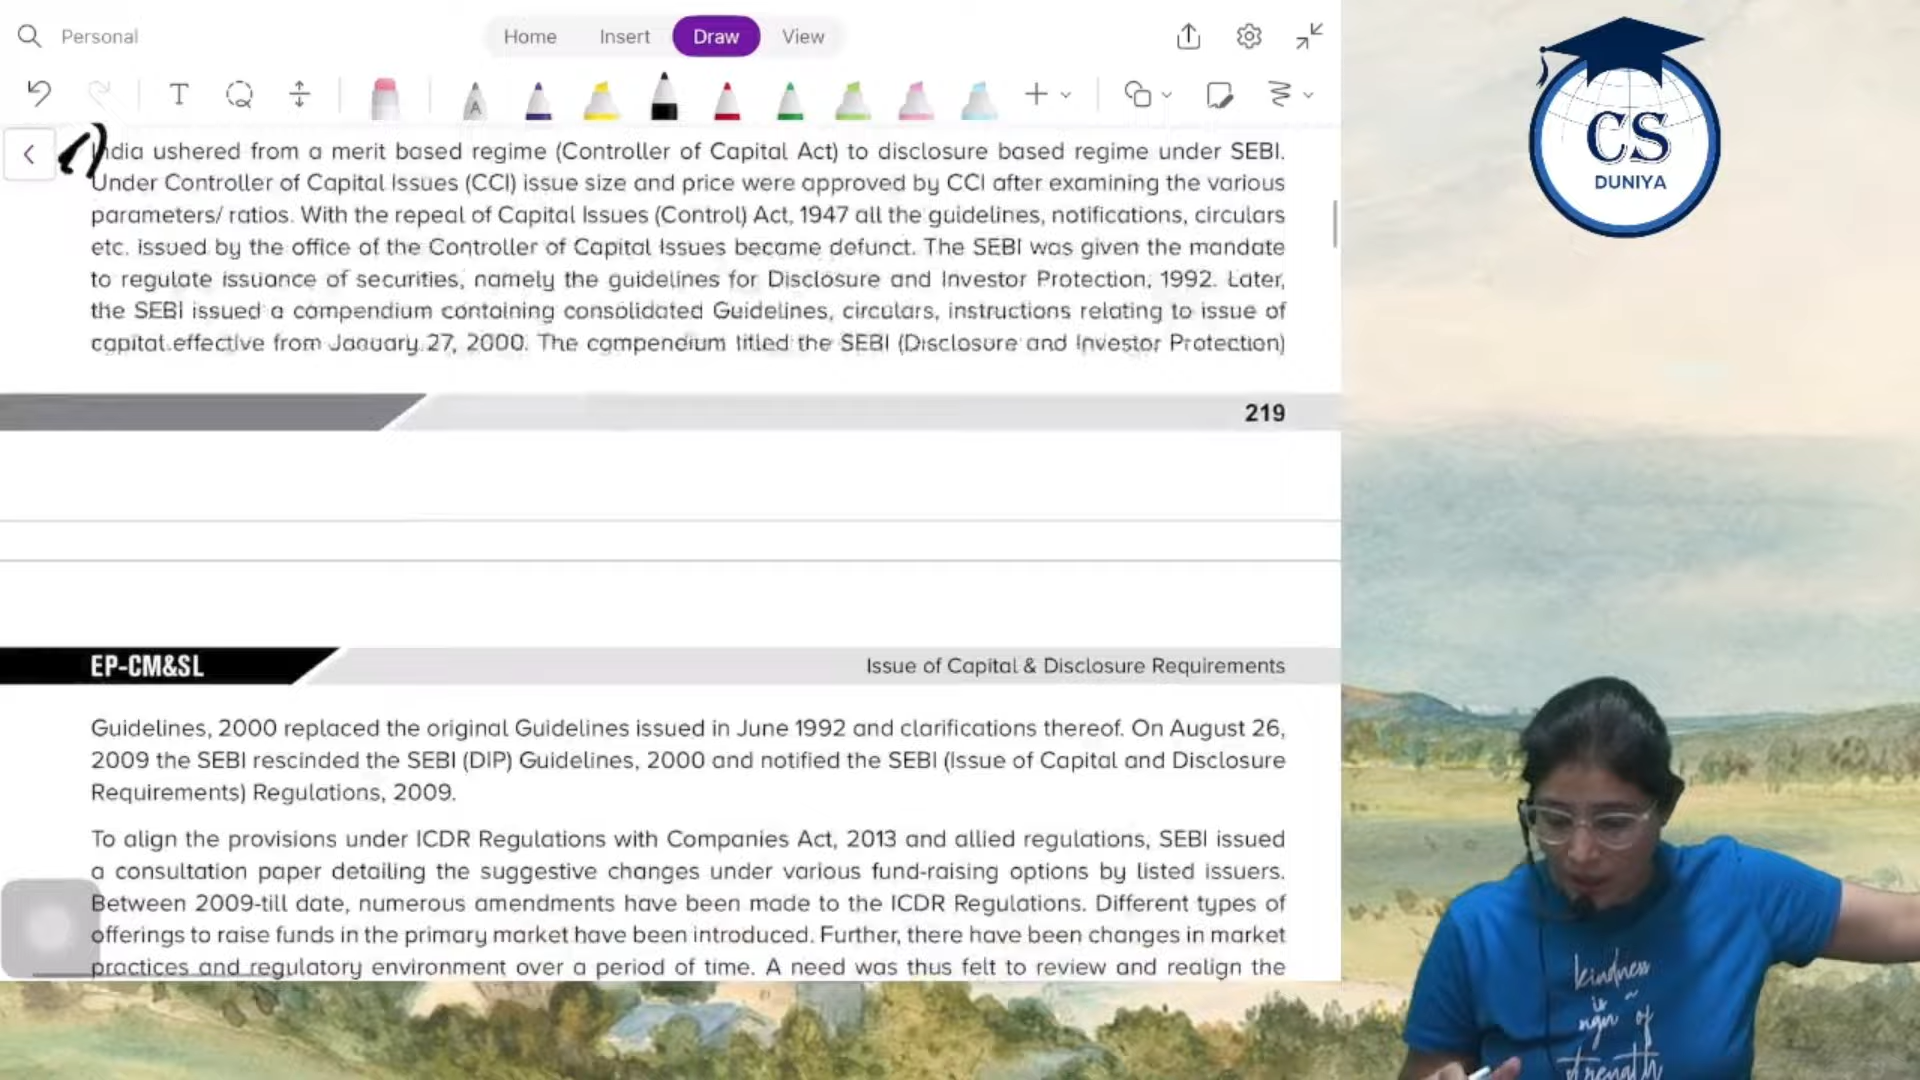 Personal
Home Insert Draw View
T
A
1)
India ushered from a merit based regime (Controller of Capital Act) to disclosure based regime under SEBI.
Under Controller of Capital Issues (CCI) issue size and price were approved by CCI after examining the various
parameters/ ratios. With the repeal of Capital Issues (Control) Act, 1947 all the guidelines, notifications, circulars
etc. issued by the office of the Controller of Capital Issues became defunct. The SEBI was given the mandate
to regulate issuance of securities, namely the guidelines for Disclosure and Investor Protection, 1992. Later,
the SEBI issued a compendium containing consolidated Guidelines, circulars, instructions relating to issue of
capital effective from January 27, 2000. The compendium titled the SEBI (Disclosure and Investor Protection)
219
EP-CM&SL
Issue of Capital & Disclosure Requirements
Guidelines, 2000 replaced the original Guidelines issued in June 1992 and clarifications thereof. On August 26,
2009 the SEBI rescinded the SEBI (DIP) Guidelines, 2000 and notified the SEBI (Issue of Capital and Disclosure
Requirements) Regulations, 2009.
To align the provisions under ICDR Regulations with Companies Act, 2013 and allied regulations, SEBI issued
a consultation paper detailing the suggestive changes under various fund-raising options by listed issuers.
Between 2009-till date, numerous amendments have been made to the ICDR Regulations. Different types of
offerings to raise funds in the primary market have been introduced. Further, there have been changes in market
practices and regulatory environment over a period of time. A need was thus felt to review and realign the
CS
DUNIYA
kindness
is
of
strength